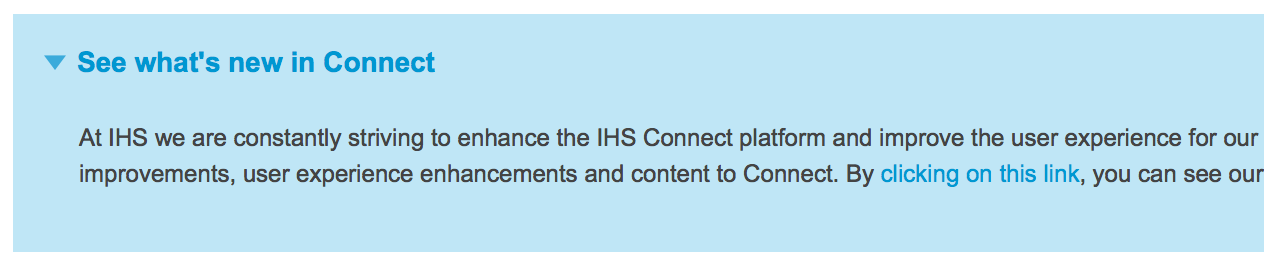 See what's new in Connect
At IHS we are constantly striving to enhance the IHS Connect platform and improve the user experience for our
improvements, user experience enhancements and content to Connect. By clicking on this link, you can see our